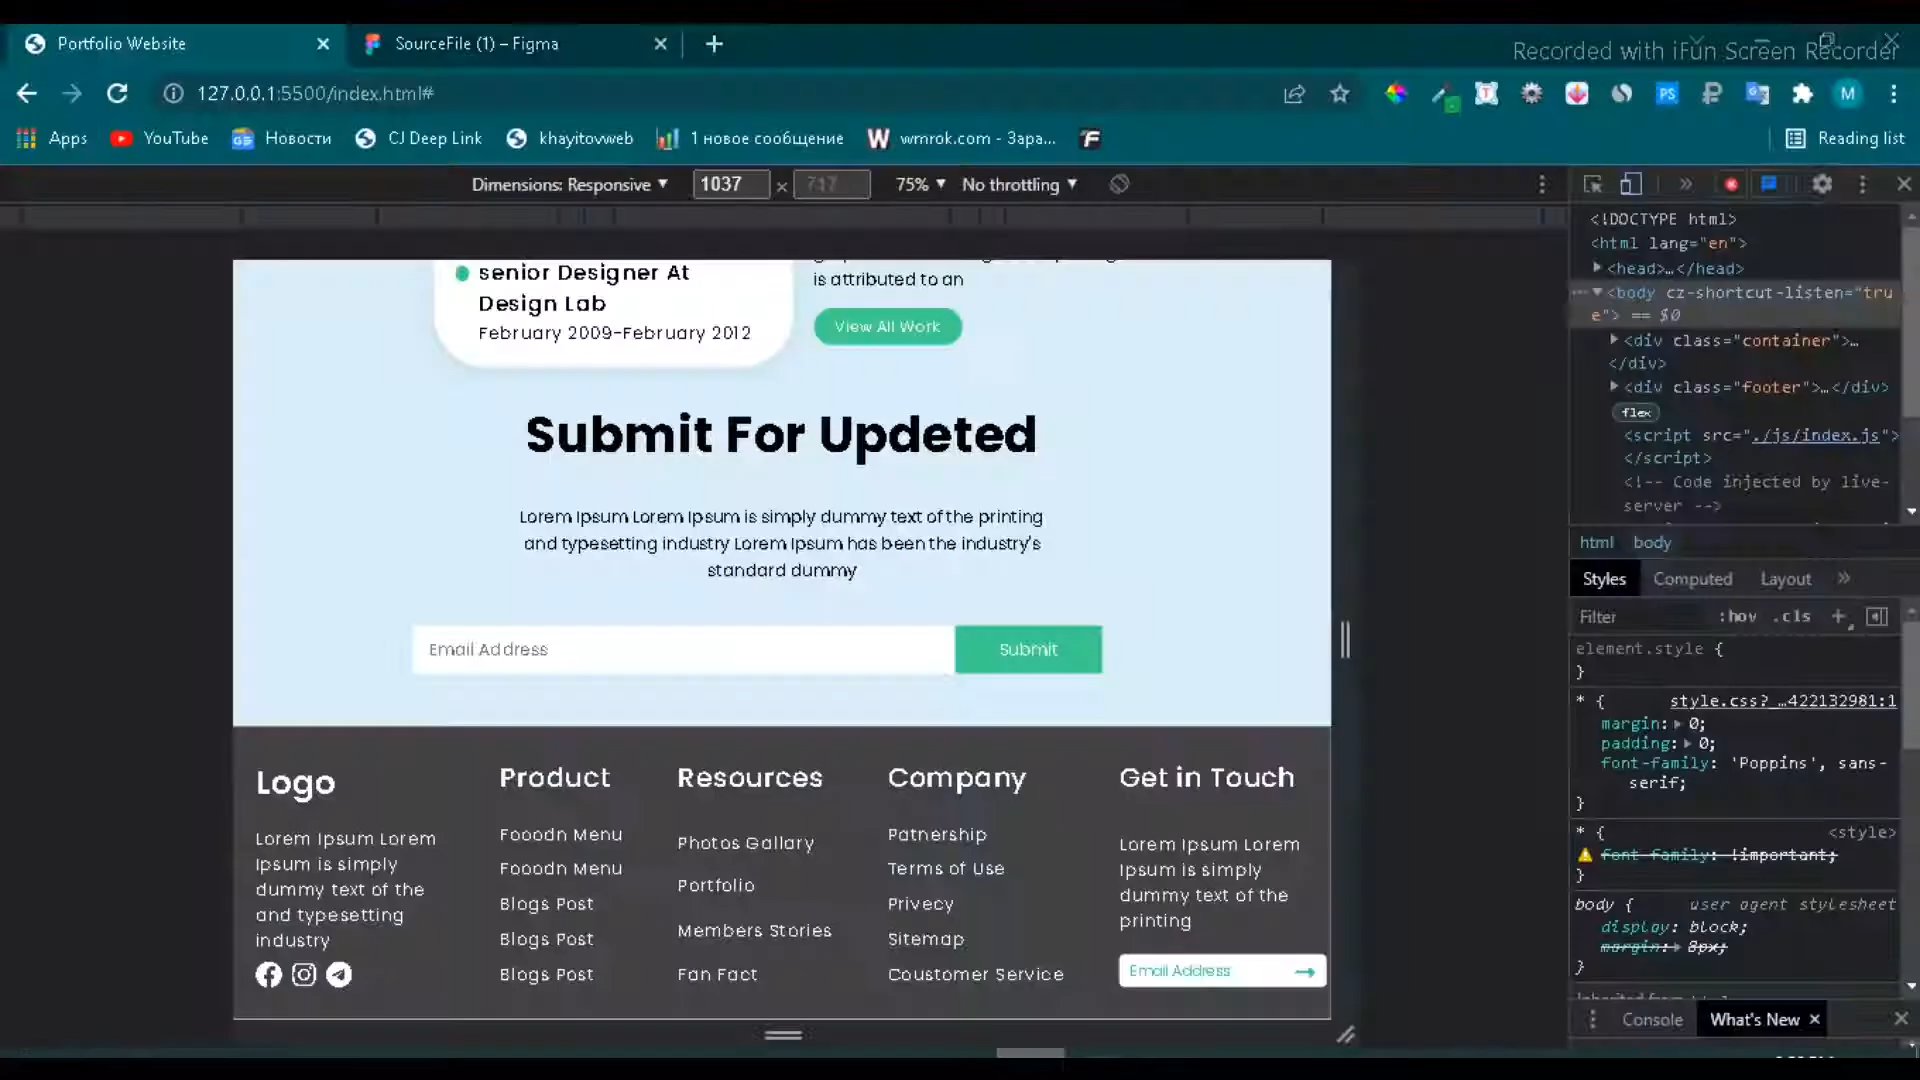 Portfolio Website
SourceFile (1) – Figma
Recorded with iFun Screen Recorder
127.0.0.1:5500/index.html#
Apps
YouTube
Новости
CJ Deep Link
khayitovweb
1 новое сообщение
wmrok.com - Зара...
Reading list
Dimensions: Responsive
1037
717
75%
No throttling
senior Designer At
Design Lab
February 2009-February 2012
is attributed to an
View All Work
Submit For Updeted
Lorem Ipsum Lorem Ipsum is simply dummy text of the printing
and typesetting industry Lorem Ipsum has been the industry's
standard dummy
Email Address
Submit
Logo
Lorem Ipsum Lorem
Ipsum is simply
dummy text of the
and typesetting
industry
Product
Fooodn Menu
Fooodn Menu
Blogs Post
Blogs Post
Blogs Post
Resources
Photos Gallary
Portfolio
Members Stories
Fan Fact
Company
Patnership
Terms of Use
Privecy
Sitemap
Coustomer Service
Get in Touch
Lorem Ipsum Lorem
Ipsum is simply
dummy text of the
printing
Email Address
<!DOCTYPE html>
<html lang="en">
<head>…</head>
<body cz-shortcut-listen="tru
e"> == $0
<div class="container">…
</div>
<div class="footer">…</div>
flex
<script src="./js/index.js">
</script>
<!-- Code injected by live-
server -->
html body
Styles
Computed
Layout
Filter
:hov .cls
element.style {
}
* {
style.css?_…422132981:1
margin: 0;
padding: 0;
font-family: 'Poppins', sans-
serif;
}
* {
<style>
font-family: !important;
}
body {
user agent stylesheet
display: block;
margin: 8px;
}
Console
What's New